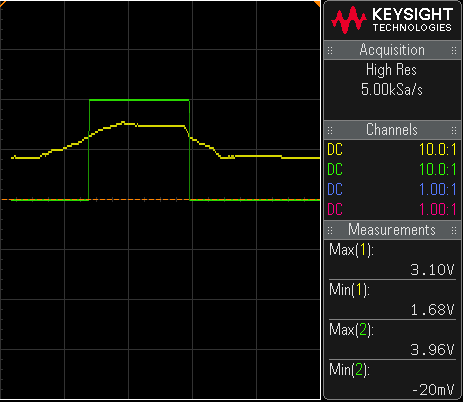 KEYSIGHT
TECHNOLOGIES
Acquisition
High Res
5.00kSa/s
Channels
DC 10.0:1
DC 10.0:1
DC 1.00:1
DC 1.00:1
Measurements
Max(1):
3.10V
Min(1):
1.68V
Max(2):
3.96V
Min(2):
-20mV